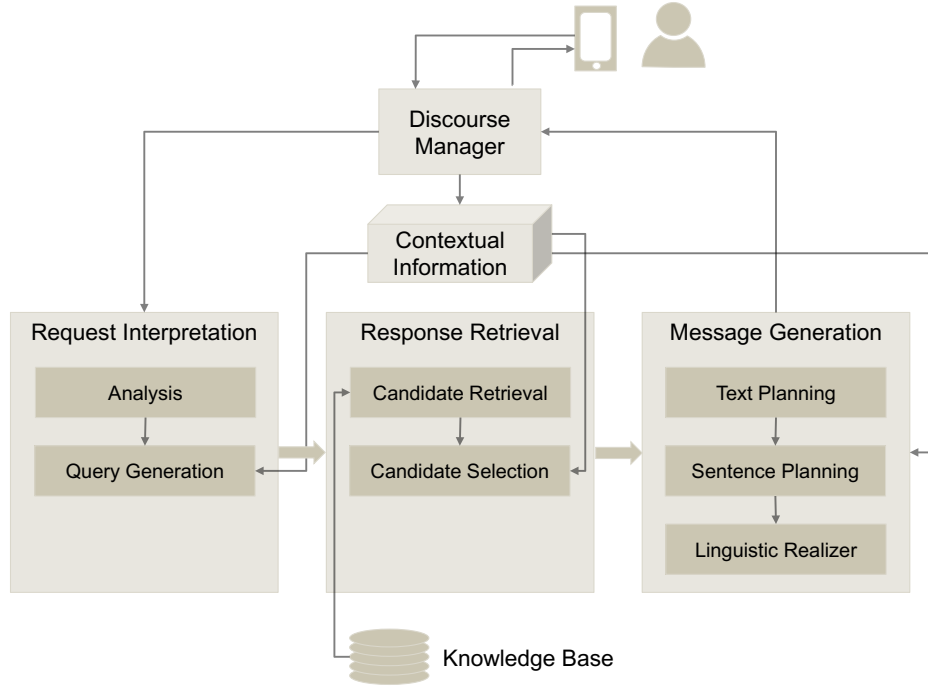 Discourse
Manager
Contextual
Information
Request Interpretation
Analysis
Query Generation
Response Retrieval
Candidate Retrieval
Candidate Selection
Message Generation
Text Planning
Sentence Planning
Linguistic Realizer
Knowledge Base